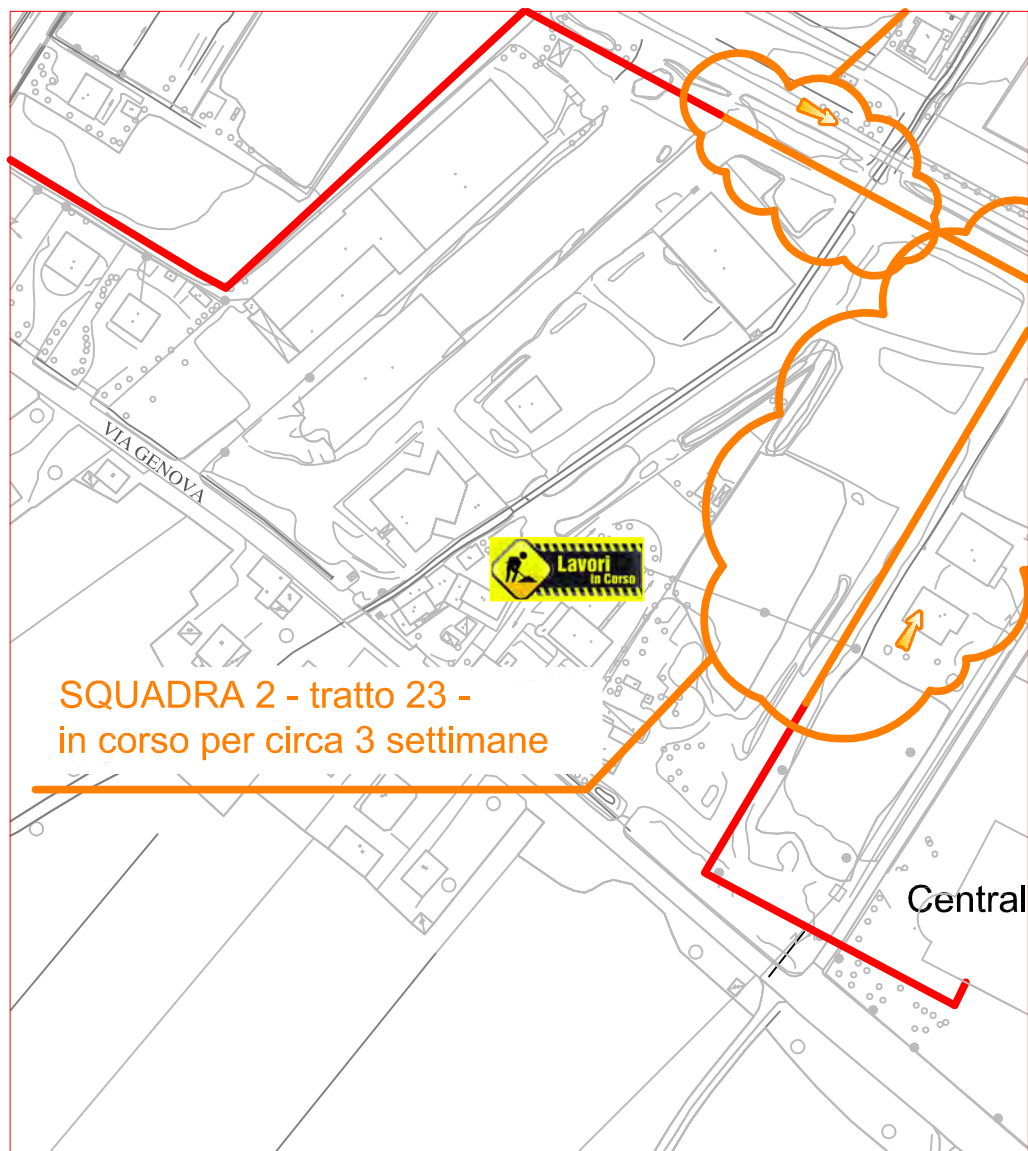 VIA GENOVA
Lavori
In Corso
SQUADRA 2 - tratto 23 -
in corso per circa 3 settimane
Central